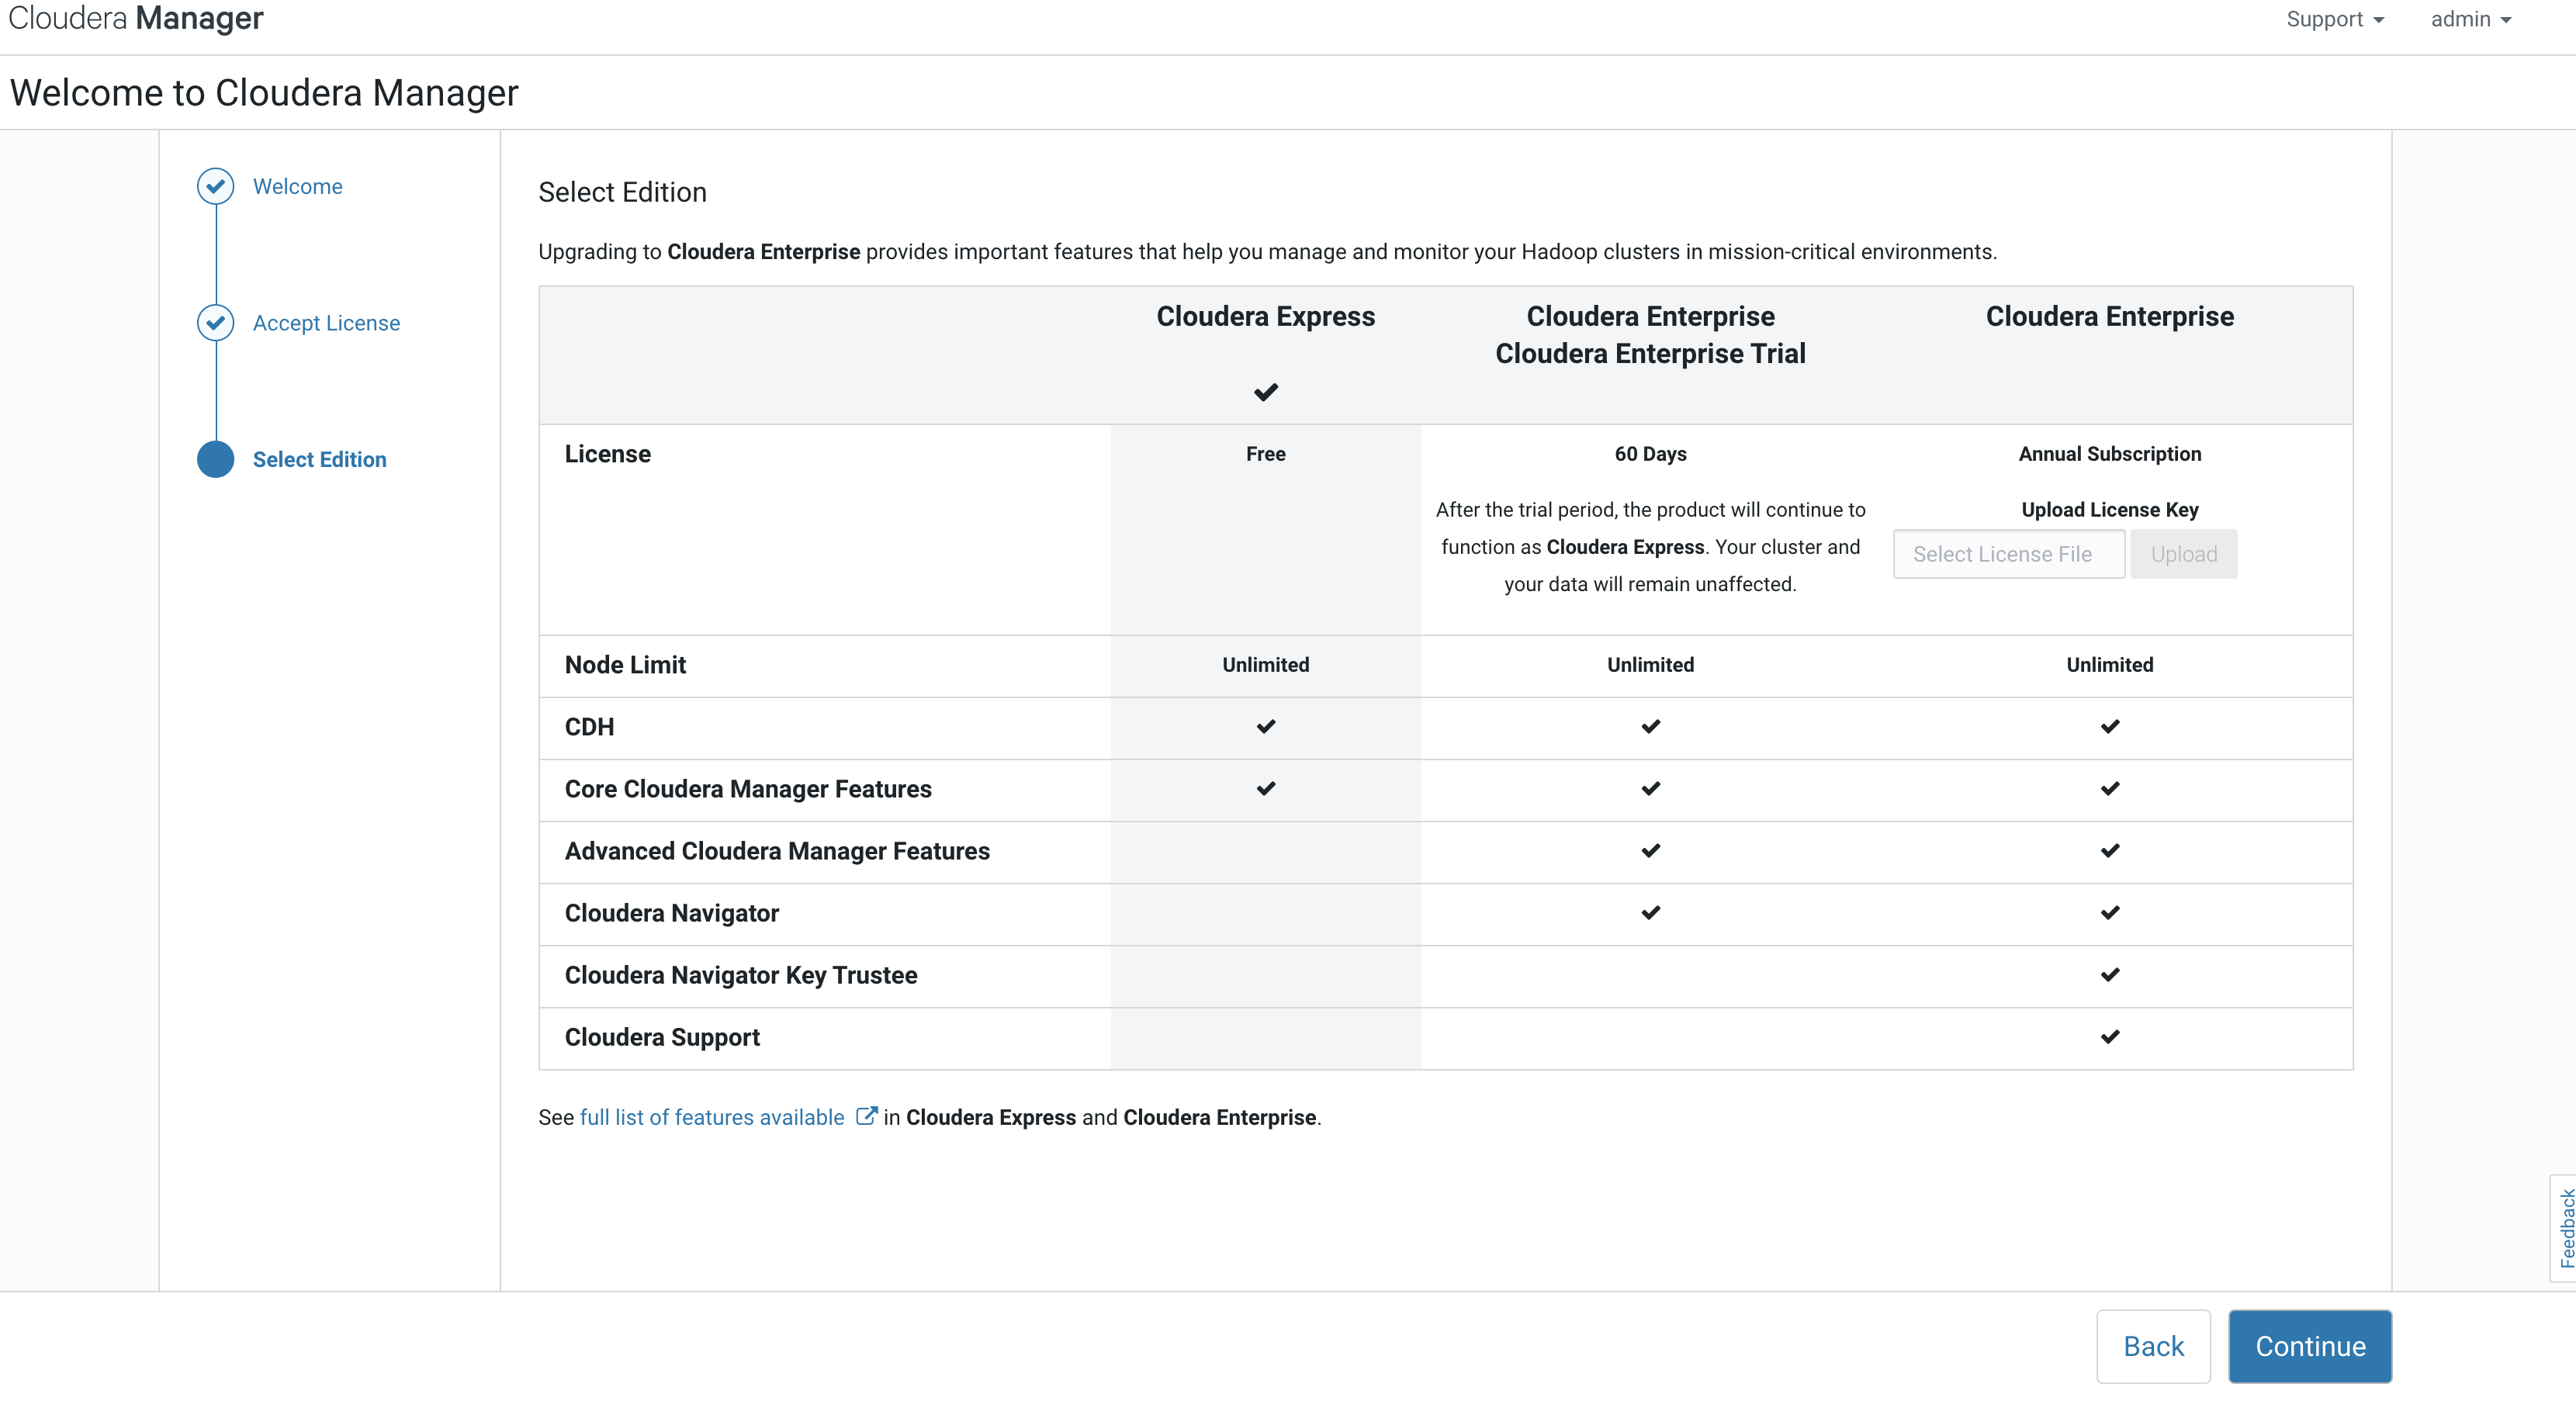 Cloudera Manager
Support
admin
Welcome to Cloudera Manager
Welcome
Accept License
Select Edition
Select Edition
Upgrading to Cloudera Enterprise provides important features that help you manage and monitor your Hadoop clusters in mission-critical environments.
Cloudera Express
Cloudera Enterprise
Cloudera Enterprise Trial
Cloudera Enterprise
License
Free
60 Days
After the trial period, the product will continue to
function as Cloudera Express. Your cluster and
your data will remain unaffected.
Annual Subscription
Upload License Key
Select License File
Upload
Node Limit
Unlimited
Unlimited
Unlimited
CDH
Core Cloudera Manager Features
Advanced Cloudera Manager Features
Cloudera Navigator
Cloudera Navigator Key Trustee
Cloudera Support
See full list of features available in Cloudera Express and Cloudera Enterprise.
Feedback
Back
Continue